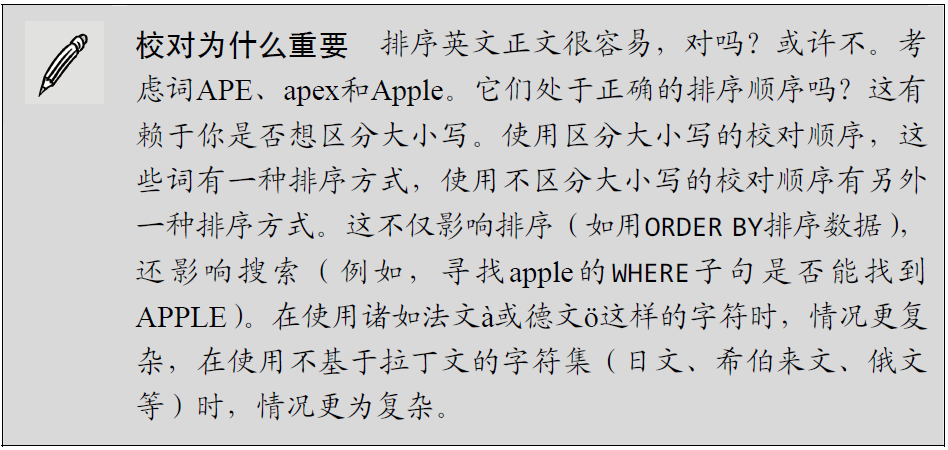 校对为什么重要　排序英文正文很容易，对吗？或许不。考
虑词APE、apex和Apple。它们处于正确的排序顺序吗？这有
赖于你是否想区分大小写。使用区分大小写的校对顺序，这
些词有一种排序方式，使用不区分大小写的校对顺序有另外
一种排序方式。这不仅影响排序（如用ORDER BY排序数据），
还影响搜索（例如，寻找apple的WHERE子句是否能找到
APPLE）。在使用诸如法文à或德文ö这样的字符时，情况更复
杂，在使用不基于拉丁文的字符集（日文、希伯来文、俄文
等）时，情况更为复杂。